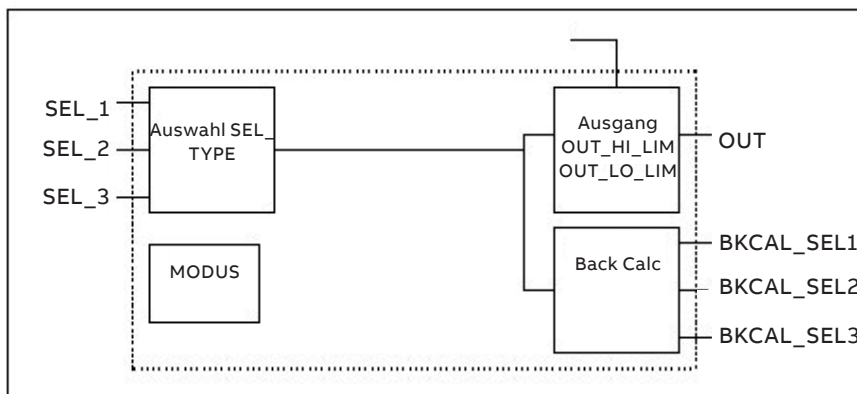 SEL_1
SEL_2
SEL_3
Auswahl SEL_
TYPE
MODUS
Ausgang
OUT_HI_LIM
OUT_LO_LIM
OUT
Back Calc
BKCAL_SEL1
BKCAL_SEL2
BKCAL_SEL3